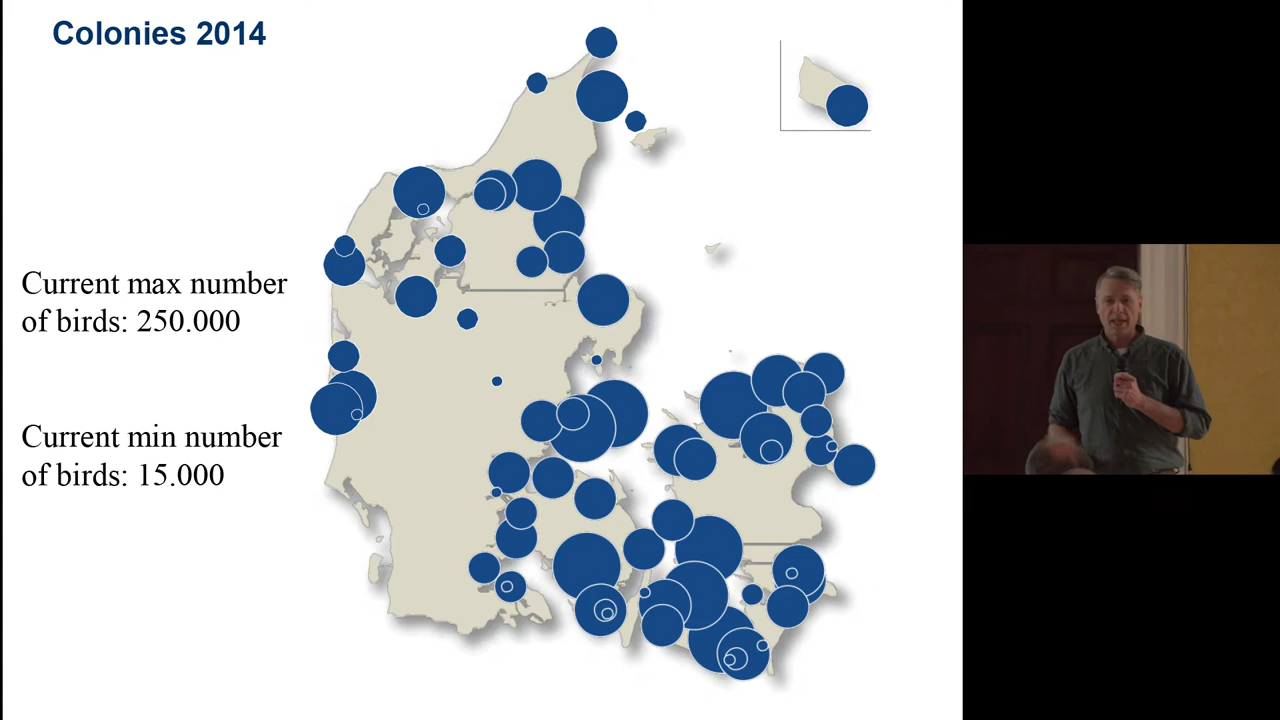 Colonies 2014
Current max number
of birds: 250.000
Current min number
of birds: 15.000